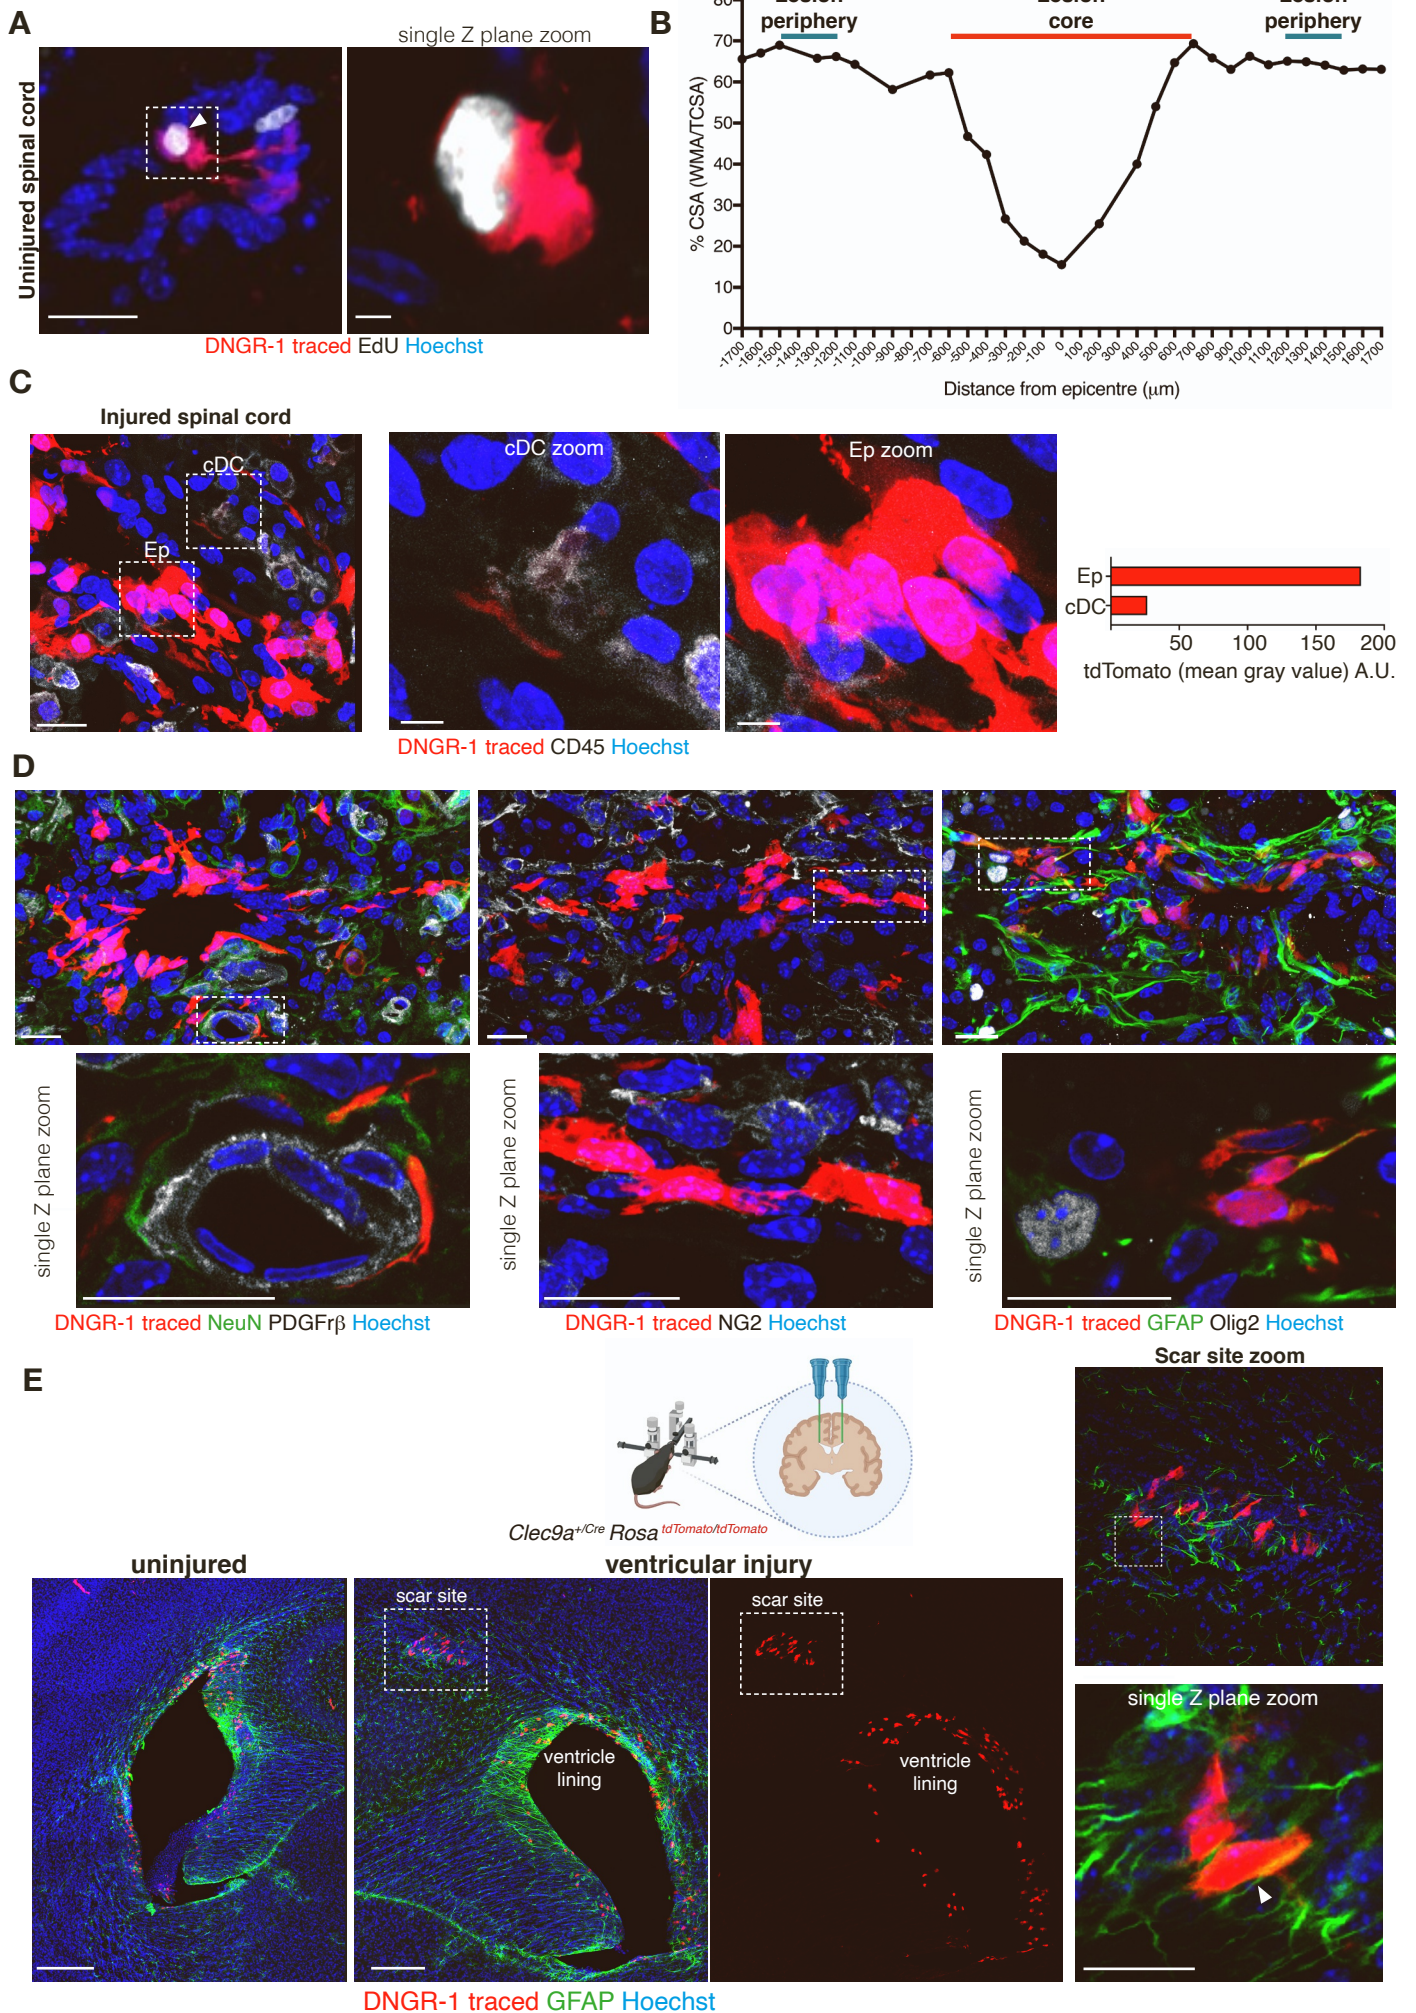 A
single Z plane zoom
Uninjured spinal cord
DNGR-1 traced EdU Hoechst
B
Lesion periphery
Lesion core
Lesion periphery
80
70
60
50
40
30
20
10
0
% CSA (WMA/TCSA)
-1700 -1600 -1500 -1400 -1300 -1200 -1100 -1000 -900 -800 -700 -600 -500 -400 -300 -200 -100 0 100 200 300 400 500 600 700 800 900 1000 1100 1200 1300 1400 1500 1600 1700
Distance from epicentre (μm)
C
Injured spinal cord
cDC
Ep
cDC zoom
Ep zoom
DNGR-1 traced CD45 Hoechst
Ep
cDC
50 100 150 200
tdTomato (mean gray value) A.U.
D
single Z plane zoom
single Z plane zoom
single Z plane zoom
DNGR-1 traced NeuN PDGFrβ Hoechst
DNGR-1 traced NG2 Hoechst
DNGR-1 traced GFAP Olig2 Hoechst
E
Clec9a+/Cre Rosa tdTomato/tdTomato
Scar site zoom
uninjured
ventricular injury
scar site
ventricle
lining
scar site
ventricle
lining
single Z plane zoom
DNGR-1 traced GFAP Hoechst